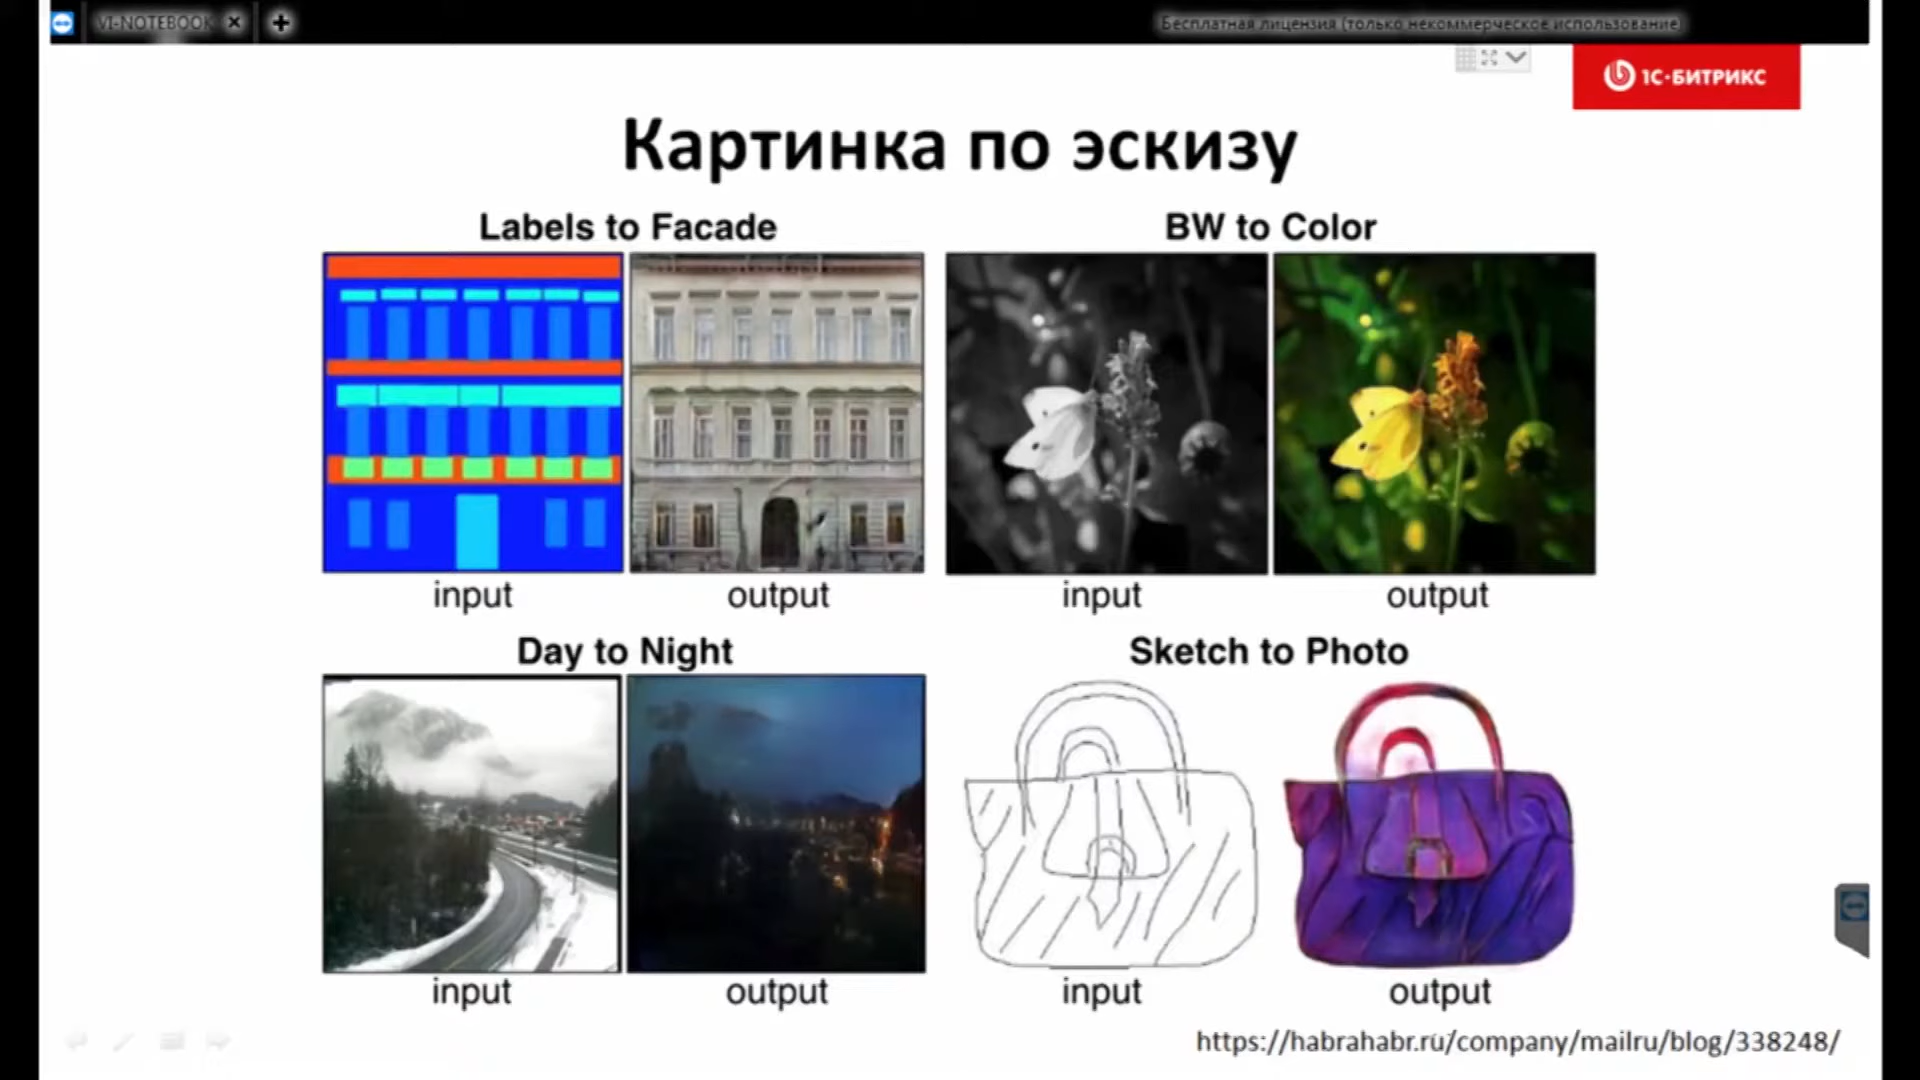 VI-NOTEBOOK
Бесплатная лицензия (только некоммерческое использование)
1С·БИТРИКС
Картинка по эскизу
Labels to Facade
BW to Color
input
output
input
output
Day to Night
Sketch to Photo
input
output
input
output
https://habrahabr.ru/company/mailru/blog/338248/